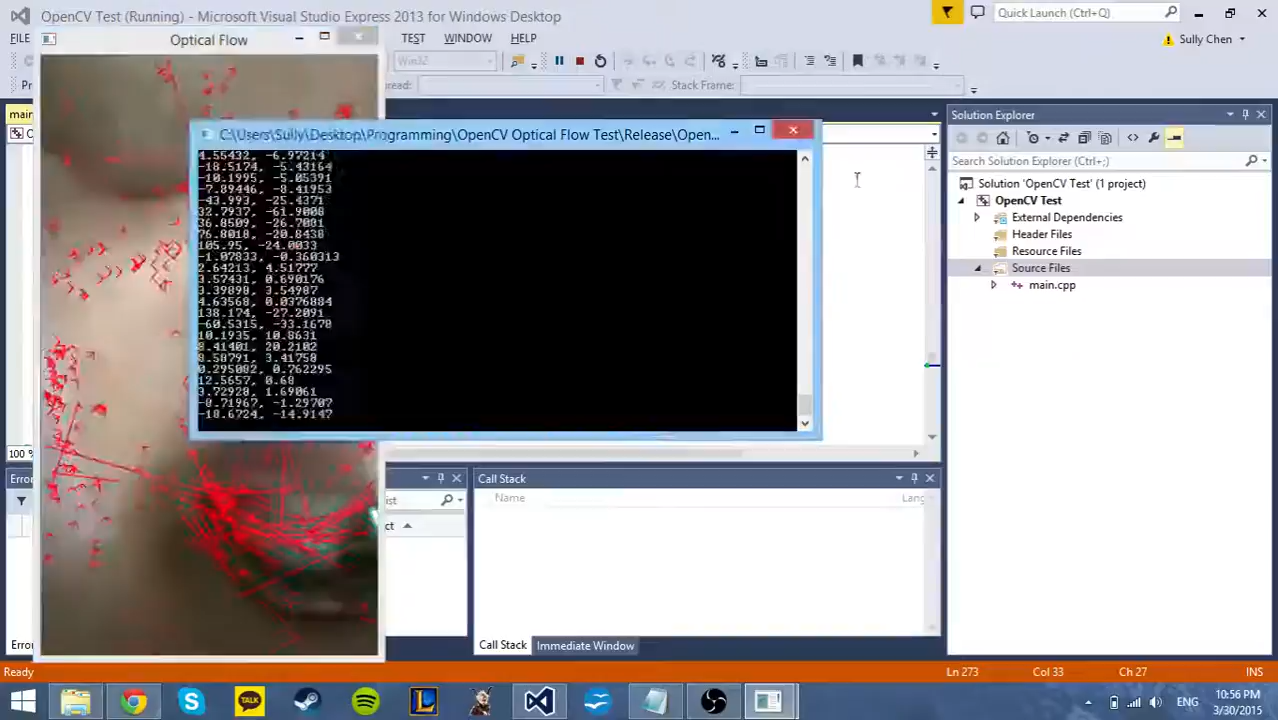 OpenCV Test (Running) - Microsoft Visual Studio Express 2013 for Windows Desktop
Quick Launch (Ctrl+Q)
FILE
Optical Flow
TEST
WINDOW
HELP
Sully Chen
Win32
Stack Frame:
C:\Users\Sully\Desktop\Programming\OpenCV Optical Flow Test\Release\Open...
4.55432, -6.97214
-18.5174, -5.43164
-10.1995, -5.05391
-7.89446, -8.41953
-43.993, -25.4371
32.7937, -61.9008
36.8509, -26.7081
76.8018, -20.8438
105.95, -24.0033
-1.07833, -0.360313
2.64213, 4.51777
3.57431, 0.690176
3.39898, 3.54987
4.63568, 0.0376884
138.174, -27.2091
-60.5315, -33.1678
10.1935, 10.8631
8.41401, 20.2102
8.58791, 3.41758
0.295082, 0.762295
12.5657, 0.68
3.72928, 1.69061
-8.71967, -1.29707
-18.6724, -14.9147
Solution Explorer
Search Solution Explorer (Ctrl+;)
Solution 'OpenCV Test' (1 project)
OpenCV Test
External Dependencies
Header Files
Resource Files
Source Files
main.cpp
100 %
Call Stack
Name
Call Stack
Immediate Window
Ready
Ln 273
Col 33
Ch 27
INS
TALK
ENG
10:56 PM
3/30/2015